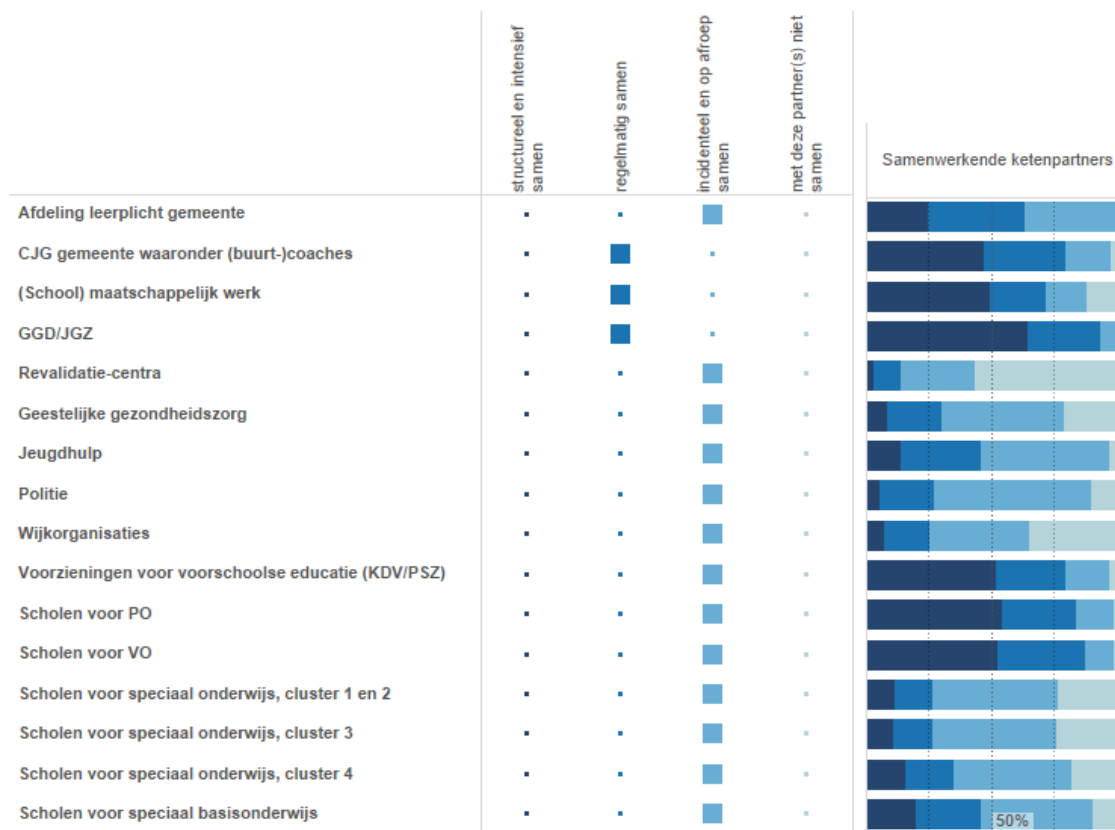 structureel en intensief
samen
regelmatig samen
incidenteel en op afroep
samen
met deze partner(s) niet
samen
Samenwerkende ketenpartners
Afdeling leerplicht gemeente
CJG gemeente waaronder (buurt-)coaches
(School) maatschappelijk werk
GGD/JGZ
Revalidatie-centra
Geestelijke gezondheidszorg
Jeugdhulp
Politie
Wijkorganisaties
Voorzieningen voor voorschoolse educatie (KDV/PSZ)
Scholen voor PO
Scholen voor VO
Scholen voor speciaal onderwijs, cluster 1 en 2
Scholen voor speciaal onderwijs, cluster 3
Scholen voor speciaal onderwijs, cluster 4
Scholen voor speciaal basisonderwijs
50%